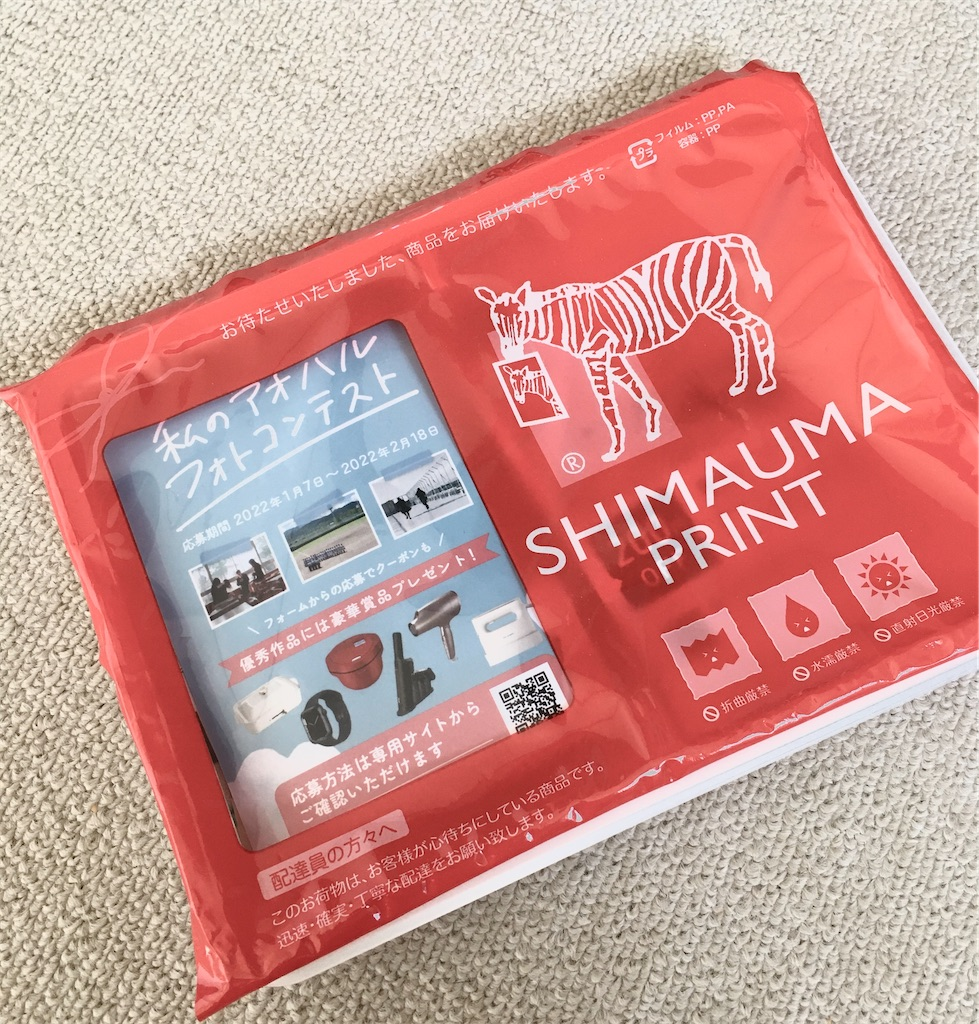 プラ
フィルム：PP,PA
容器：PP
お待たせいたしました、商品をお届けいたします。
私のアオハル
フォトコンテスト
応募期間 2022年1月7日〜2022年2月18日
\ フォームからの応募でクーポンも /
優秀作品には豪華賞品プレゼント！
応募方法は専用サイトから
ご確認いただけます
®
SHIMAUMA
PRINT
折曲厳禁
水濡厳禁
直射日光厳禁
配達員の方々へ
このお荷物は、お客様が心待ちにしている商品です。
迅速・確実・丁寧な配達をお願い致します。